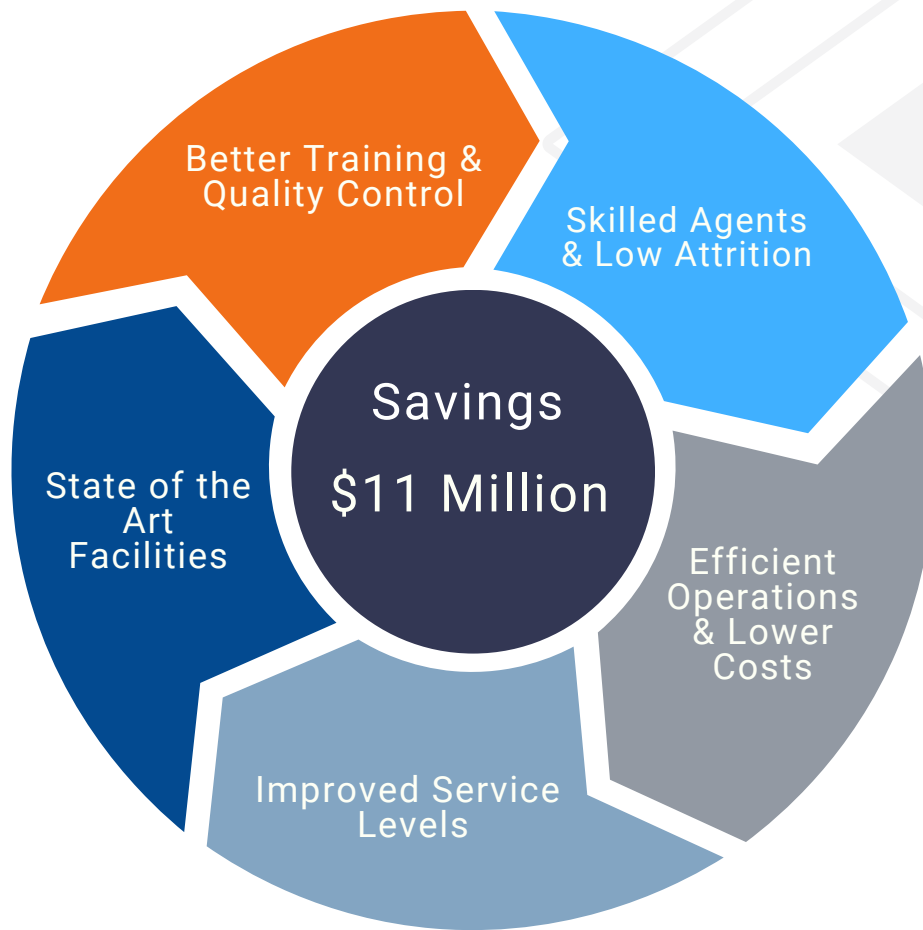 Better Training &
Quality Control
Skilled Agents
& Low Attrition
Savings
$11 Million
State of the
Art
Facilities
Efficient
Operations
& Lower
Costs
Improved Service
Levels